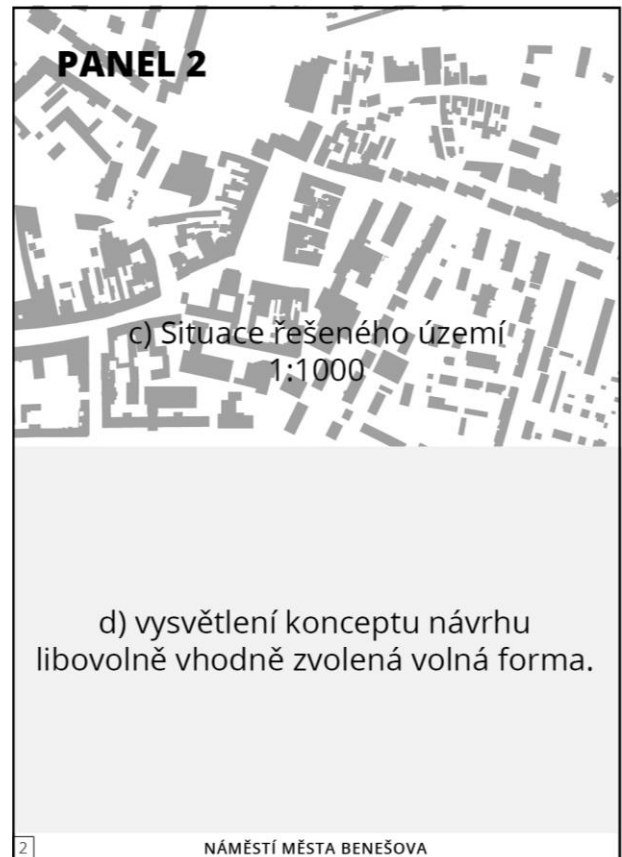 PANEL 2
c) Situace řešeného území
1:1000
d) vysvětlení konceptu návrhu
libovolně vhodně zvolená volná forma.
2
NÁMĚSTÍ MĚSTA BENEŠOVA